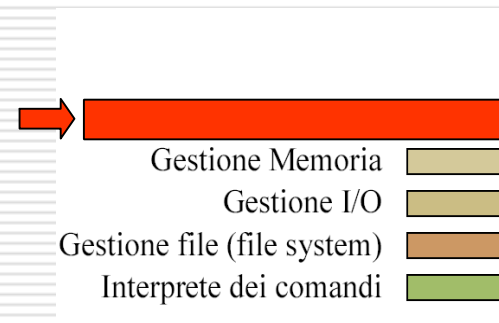 Gestione Memoria
Gestione I/O
Gestione file (file system)
Interprete dei comandi